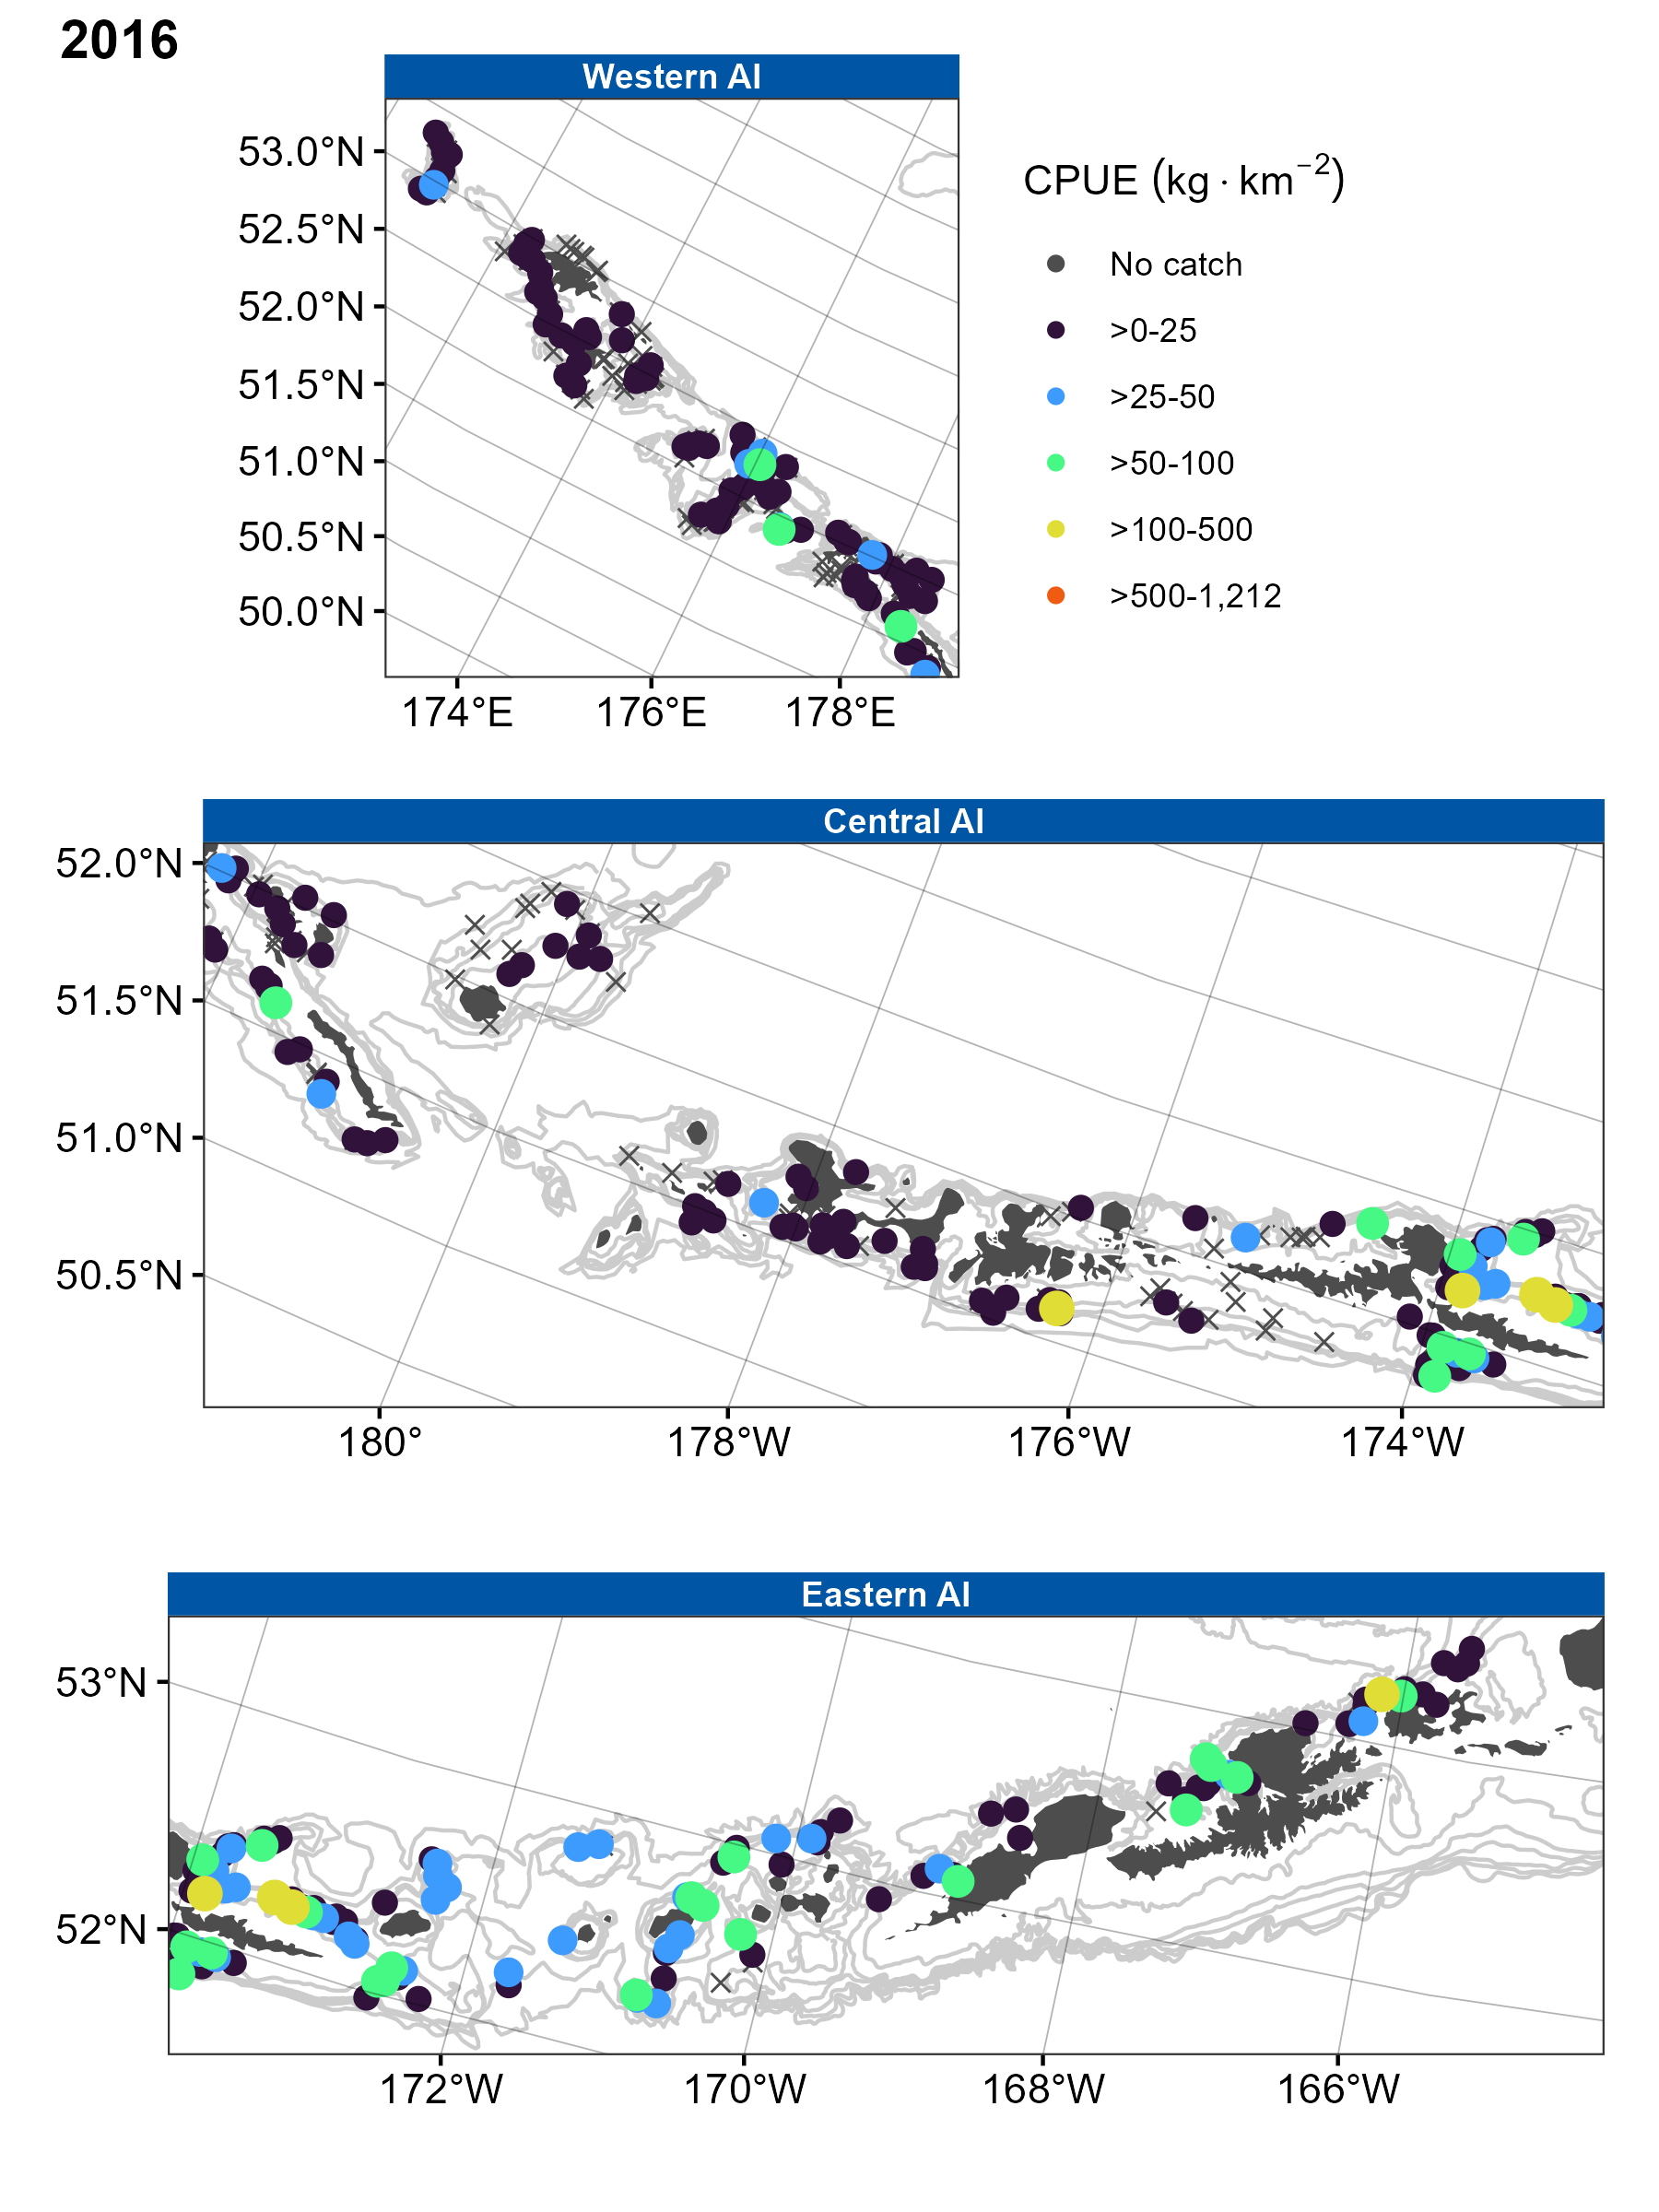 2016
Western AI
53.0°N
52.5°N
52.0°N
51.5°N
51.0°N
50.5°N
50.0°N
174°E 176°E 178°E
CPUE (kg · km⁻²)
No catch
>0-25
>25-50
>50-100
>100-500
>500-1,212
Central AI
52.0°N
51.5°N
51.0°N
50.5°N
180° 178°W 176°W 174°W
Eastern AI
53°N
52°N
172°W 170°W 168°W 166°W